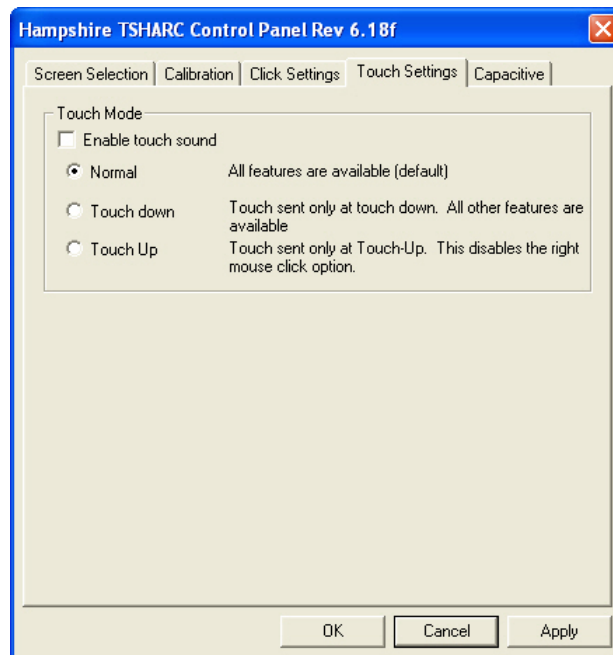 Hampshire TSHARC Control Panel Rev 6.18f
Screen Selection Calibration Click Settings Touch Settings Capacitive
Touch Mode
Enable touch sound
Normal All features are available (default)
Touch down Touch sent only at touch down. All other features are
available
Touch Up Touch sent only at Touch-Up. This disables the right
mouse click option.
OK Cancel Apply